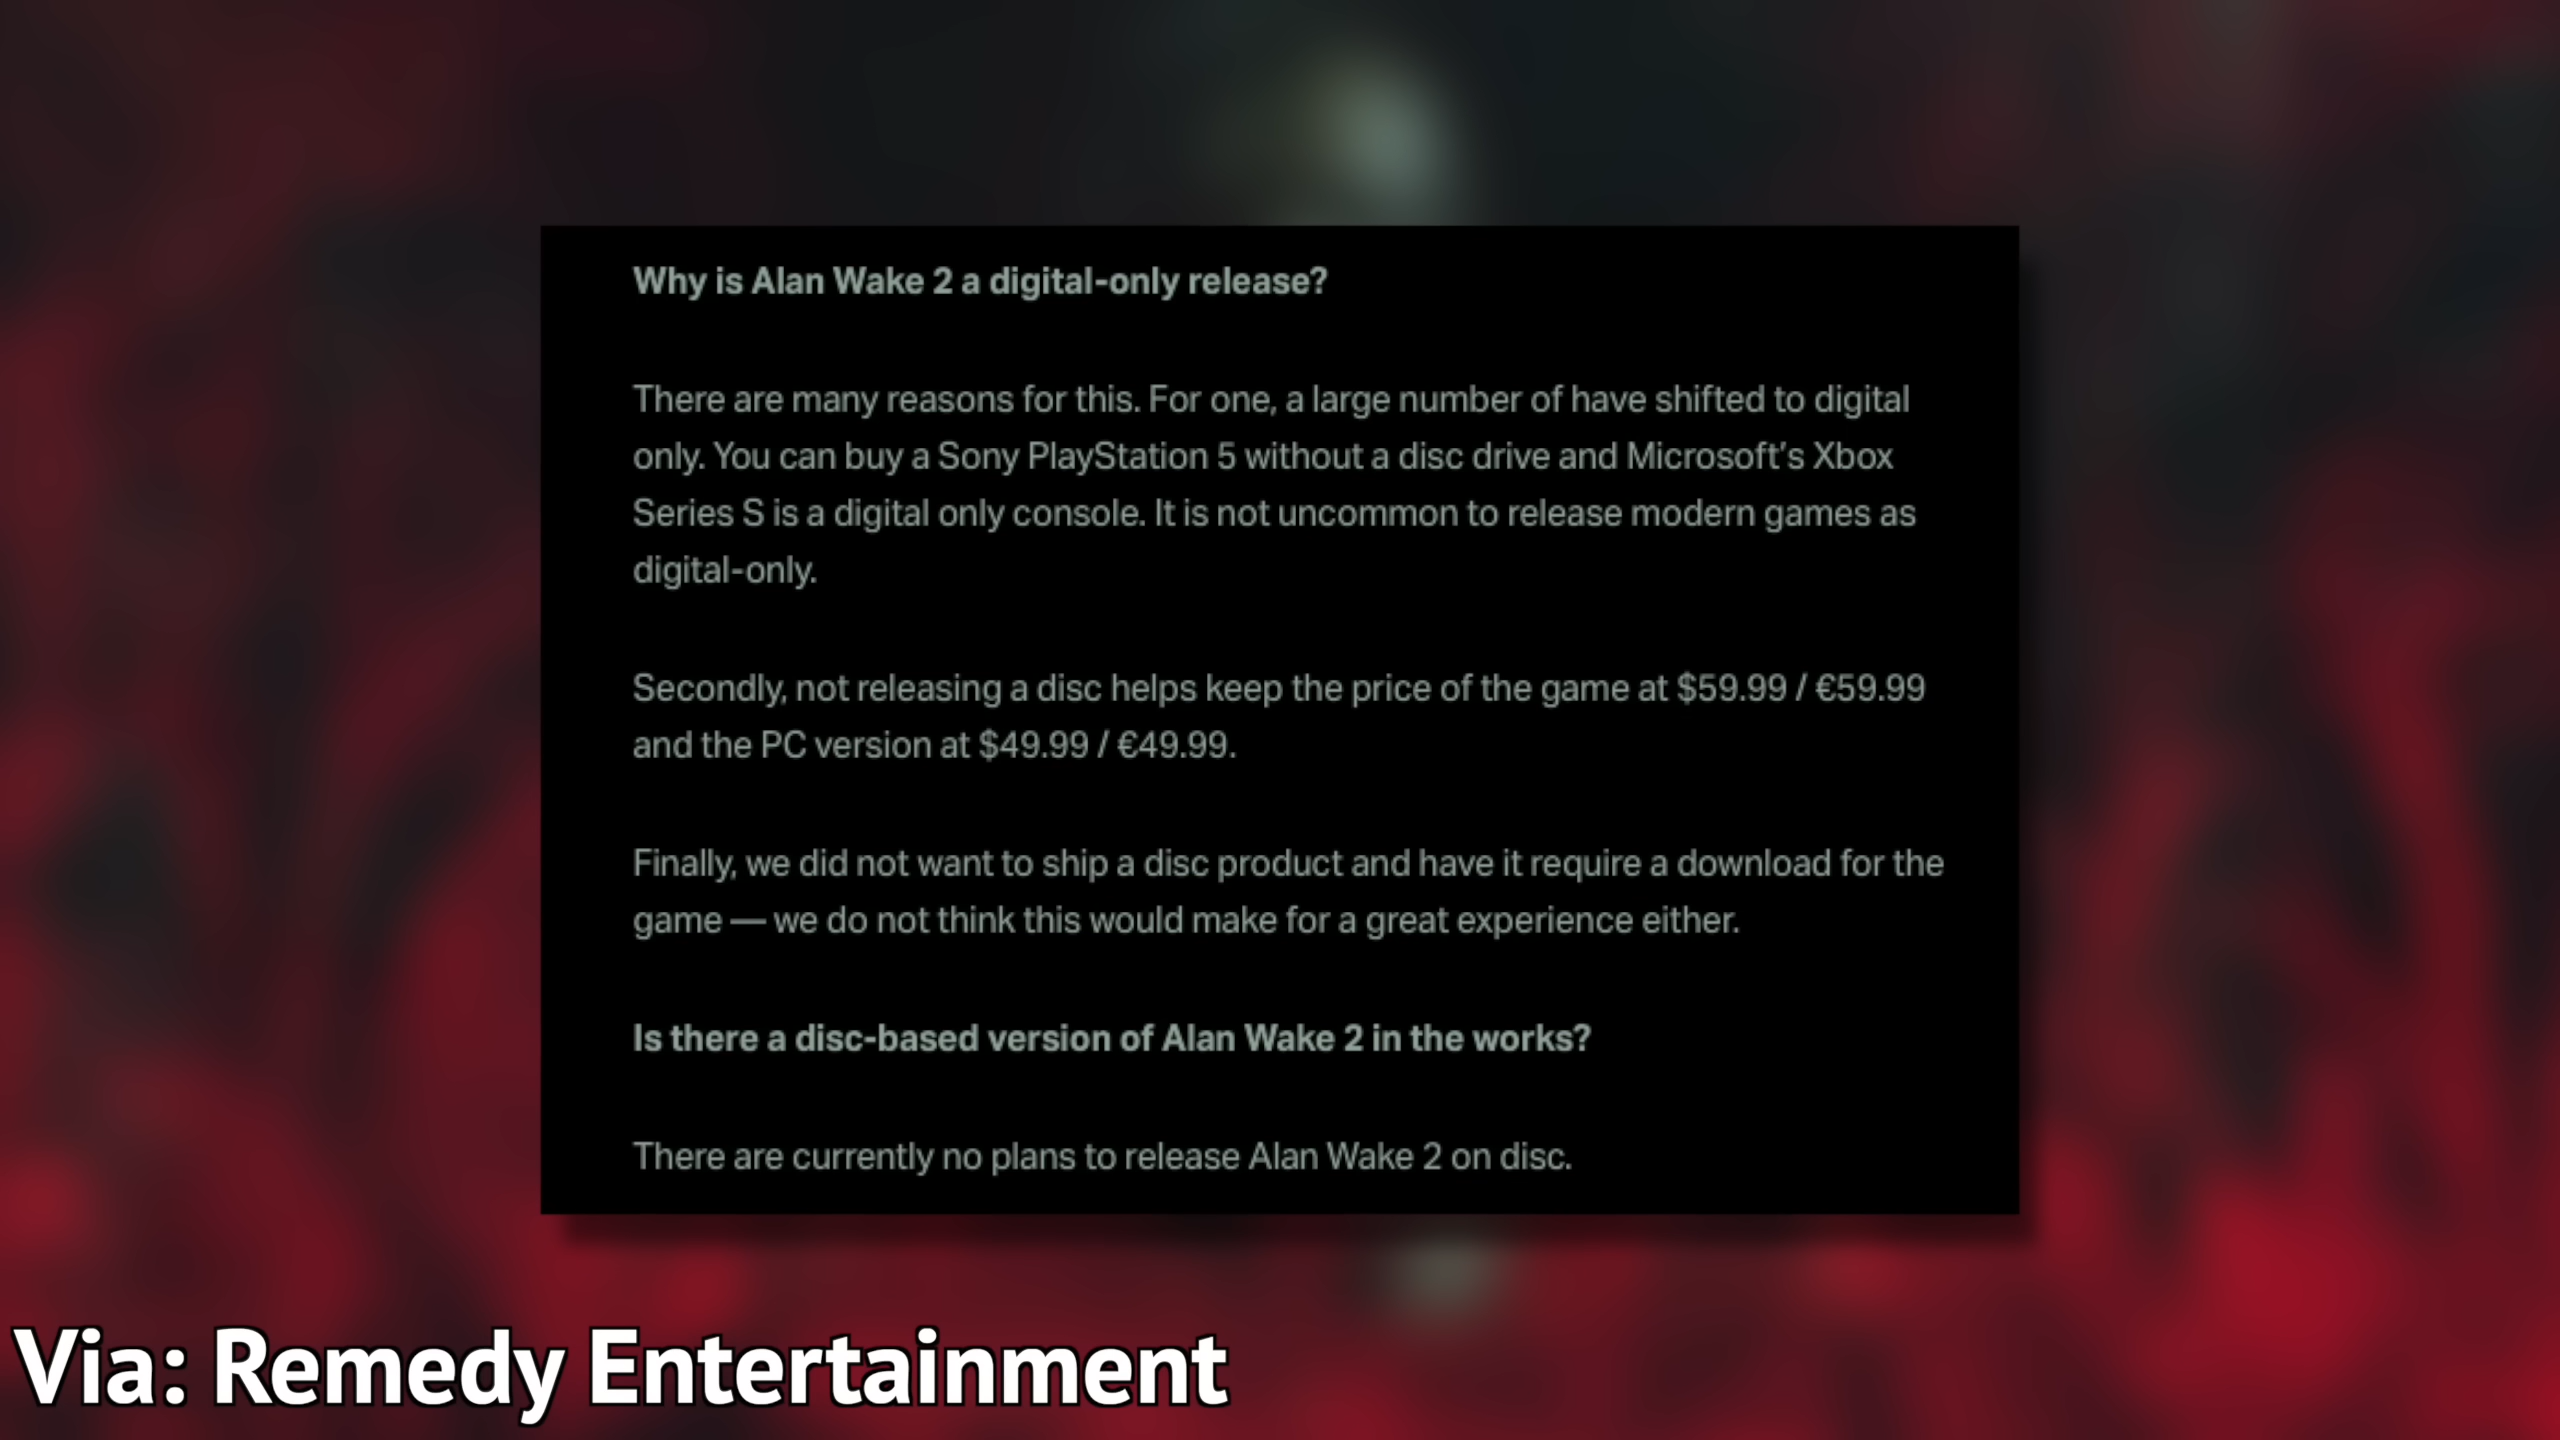 Why is Alan Wake 2 a digital-only release?
There are many reasons for this. For one, a large number of have shifted to digital
only. You can buy a Sony PlayStation 5 without a disc drive and Microsoft's Xbox
Series S is a digital only console. It is not uncommon to release modern games as
digital-only.
Secondly, not releasing a disc helps keep the price of the game at $59.99 / €59.99
and the PC version at $49.99 / €49.99.
Finally, we did not want to ship a disc product and have it require a download for the
game — we do not think this would make for a great experience either.
Is there a disc-based version of Alan Wake 2 in the works?
There are currently no plans to release Alan Wake 2 on disc.
Via: Remedy Entertainment